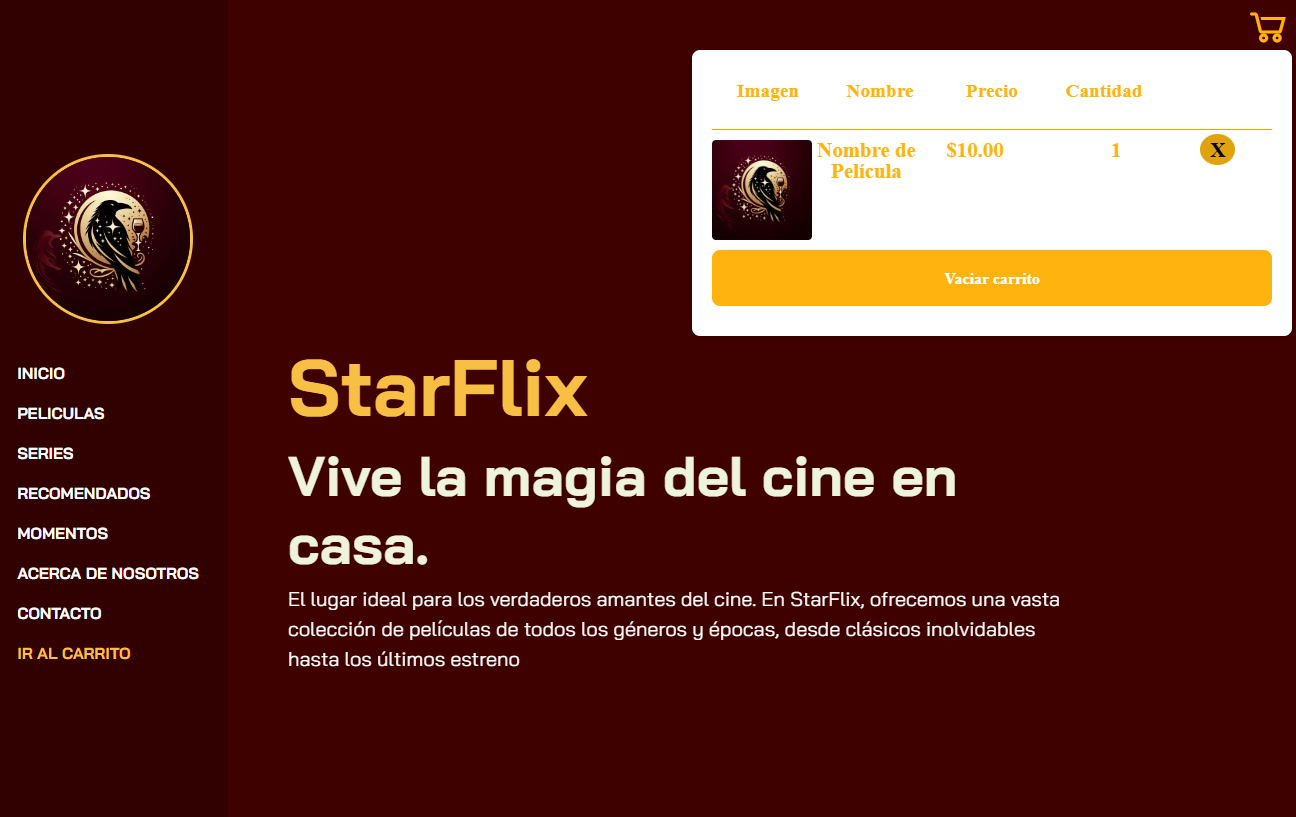 INICIO
PELICULAS
SERIES
RECOMENDADOS
MOMENTOS
ACERCA DE NOSOTROS
CONTACTO
IR AL CARRITO
Imagen Nombre Precio Cantidad
Nombre de $10.00 1 X
Película
Vaciar carrito
StarFlix
Vive la magia del cine en
casa.
El lugar ideal para los verdaderos amantes del cine. En StarFlix, ofrecemos una vasta
colección de películas de todos los géneros y épocas, desde clásicos inolvidables
hasta los últimos estreno